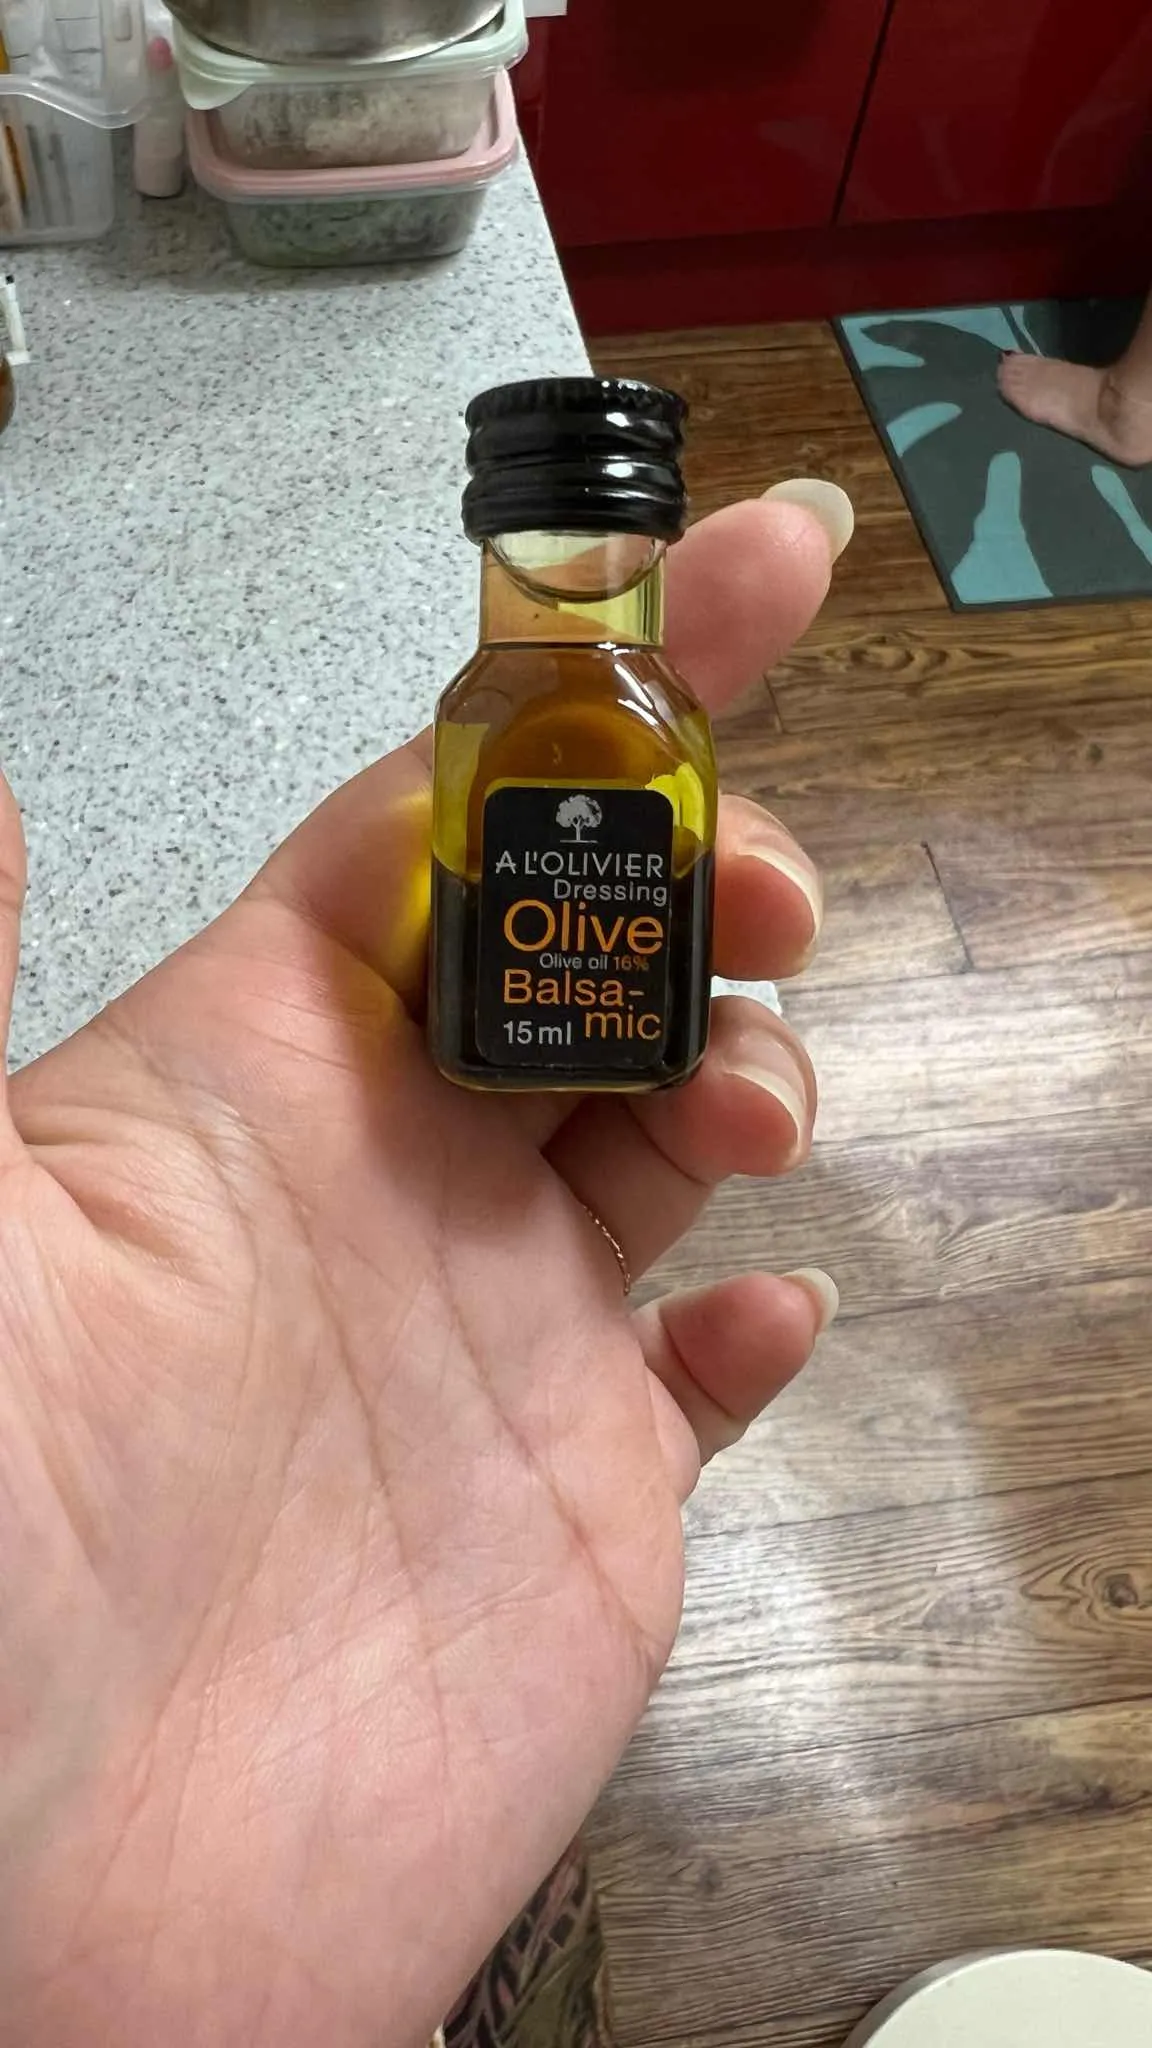 A L'OLIVIER
Dressing
Olive
Olive oil 16%
Balsa-
mic
15 ml